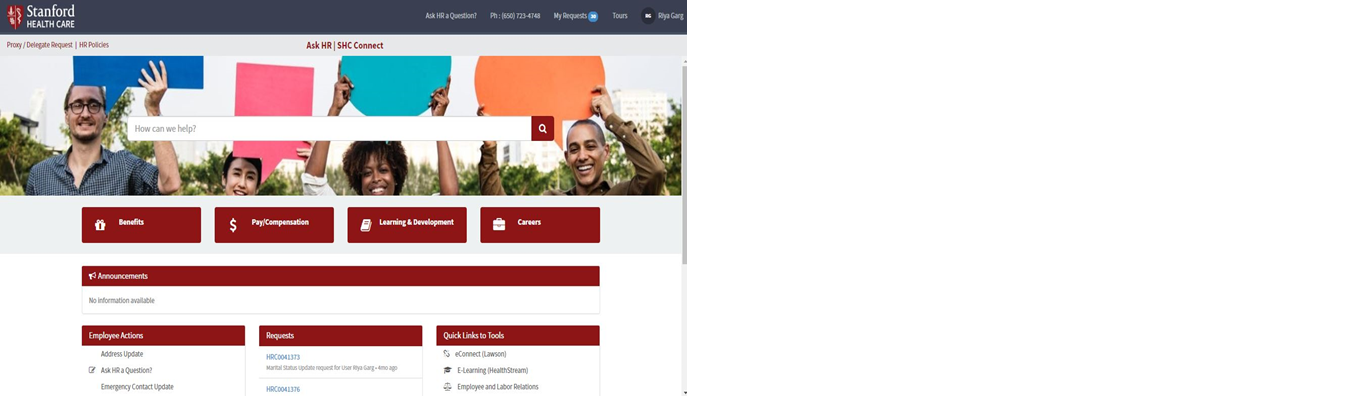 Stanford
HEALTH CARE
Ask HR a Question? Ph : (650) 723-4748 My Requests 38 Tours RG Riya Garg
Proxy / Delegate Request | HR Policies
Ask HR | SHC Connect
How can we help?
Benefits
Pay/Compensation
Learning & Development
Careers
Announcements
No information available
Employee Actions
Address Update
Ask HR a Question?
Emergency Contact Update
Requests
HRC0041373
Marital Status Update request for User Riya Garg • 4mo ago
HRC0041376
Quick Links to Tools
eConnect (Lawson)
E-Learning (HealthStream)
Employee and Labor Relations